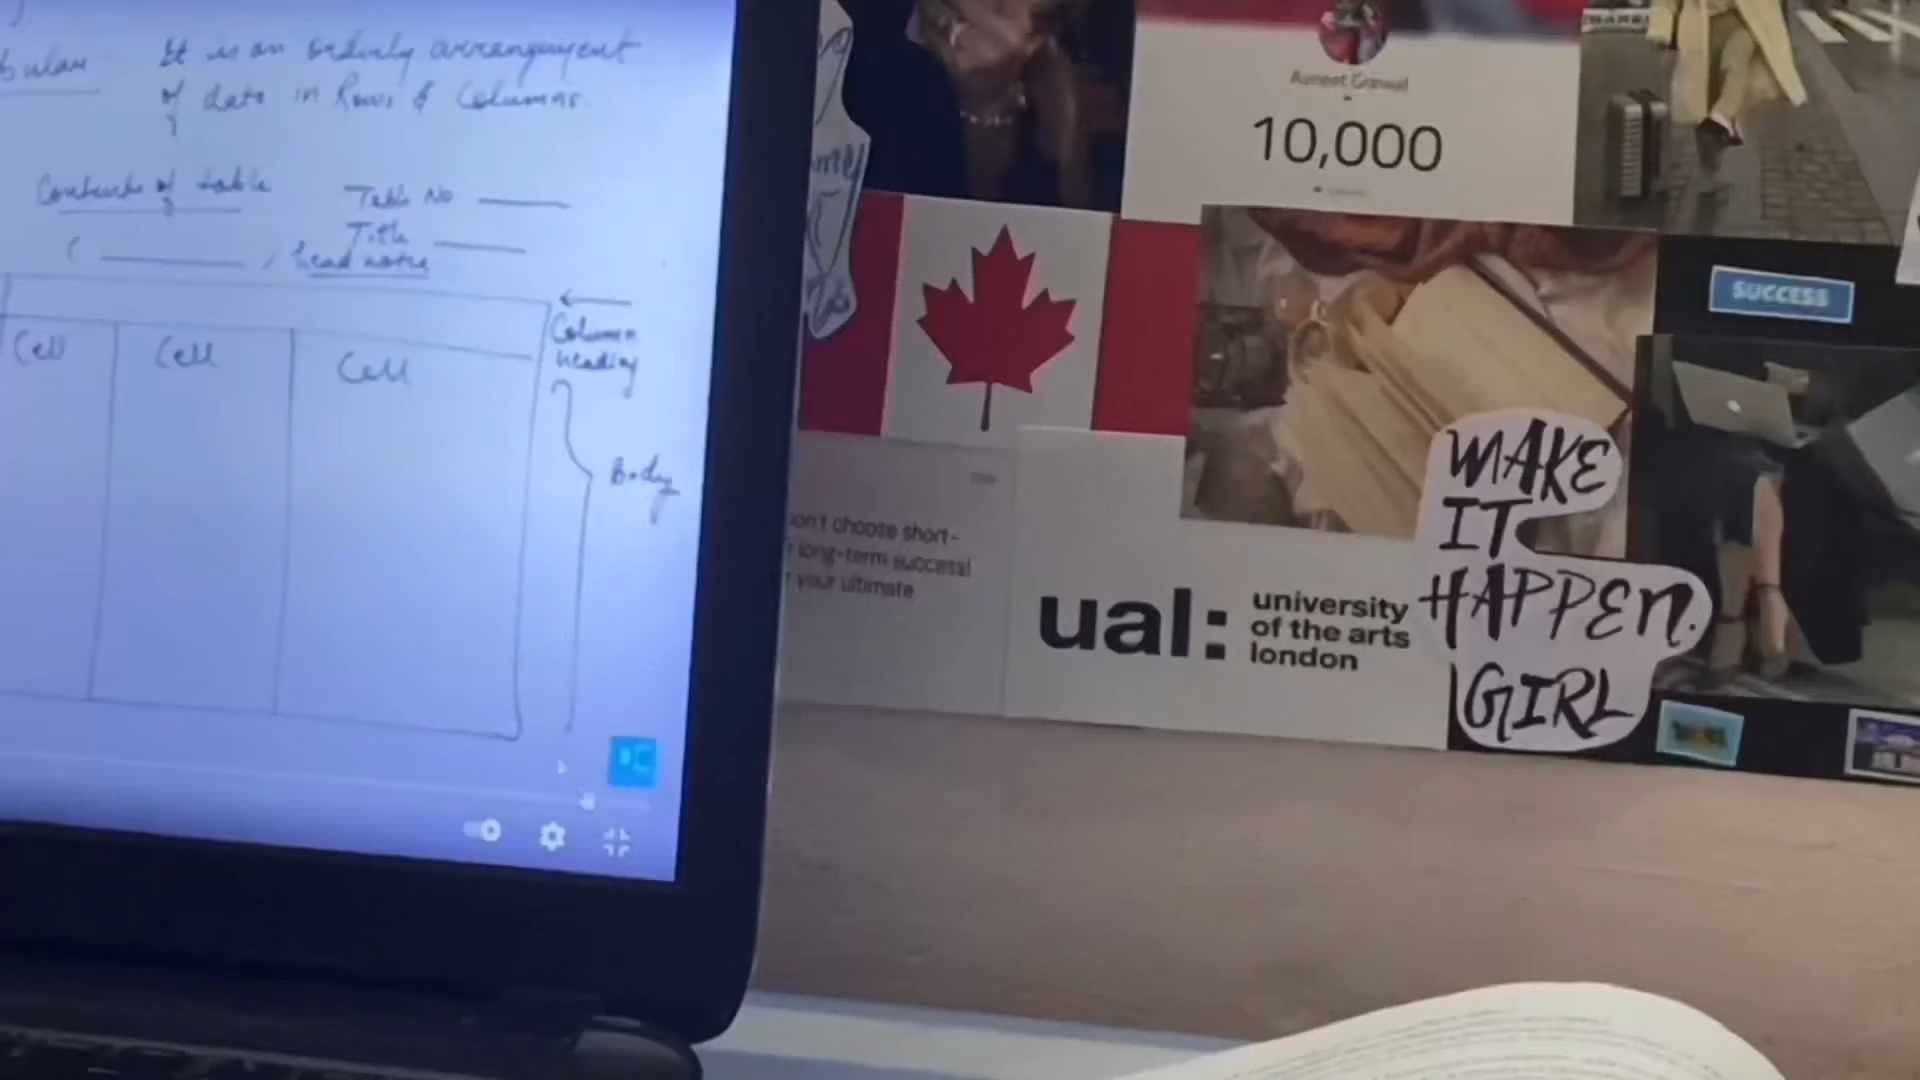 It is an orderly arrangement
of data in Rows & Columns.
Contents of table
Table No
Title
head note
Cell
Cell
Cell
Column
heading
Body
10,000
SUCCESS
choose short-
long-term success!
your ultimate
ual:
university
of the arts
london
MAKE
IT
HAPPEN.
GIRL